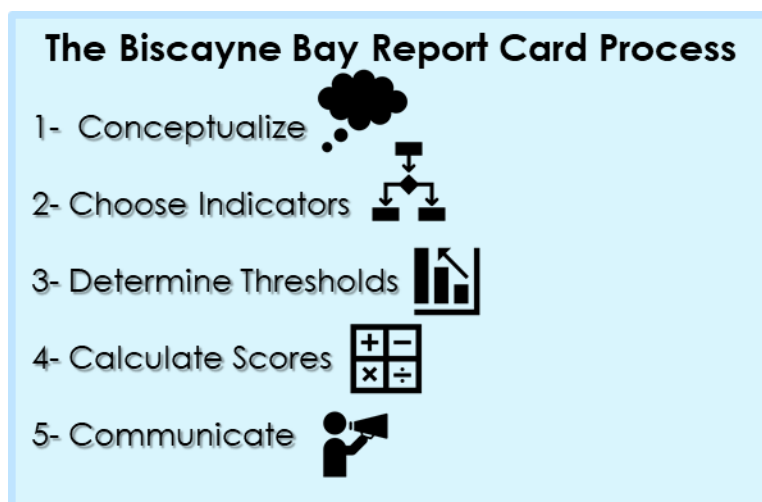 The Biscayne Bay Report Card Process
1- Conceptualize
2- Choose Indicators
3- Determine Thresholds
4- Calculate Scores
5- Communicate